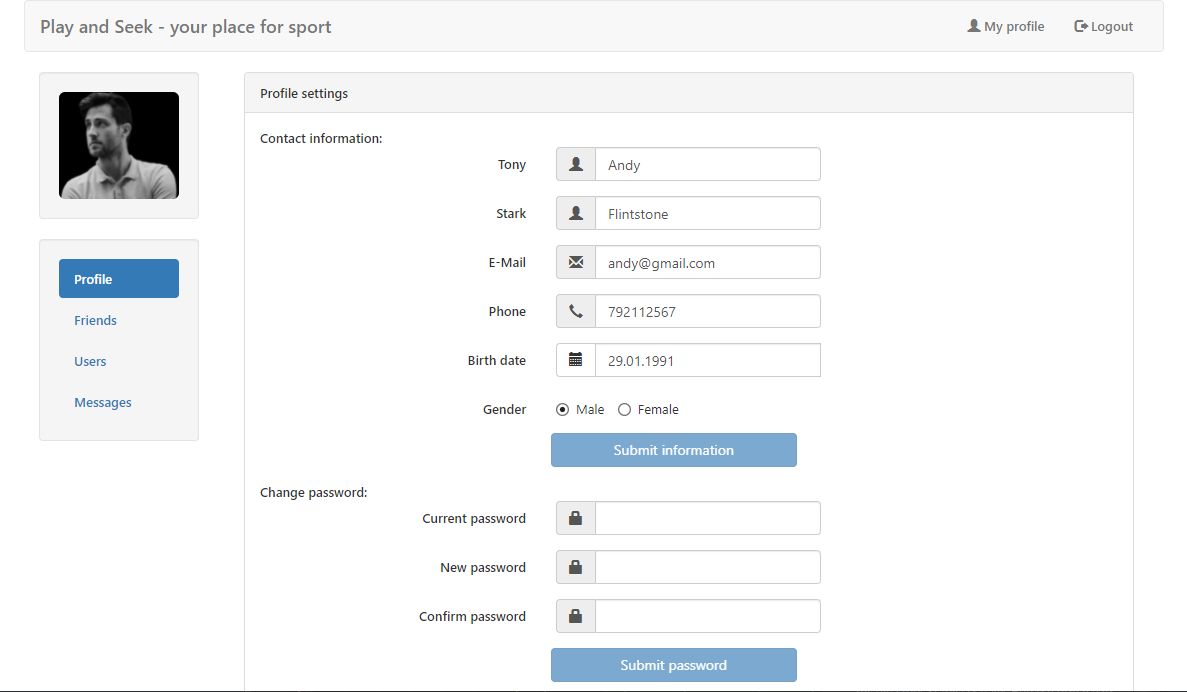 Play and Seek - your place for sport My profile Logout
Profile settings
Profile
Friends
Users
Messages
Contact information:
Tony Andy
Stark Flintstone
E-Mail andy@gmail.com
Phone 792112567
Birth date 29.01.1991
Gender Male Female
Submit information
Change password:
Current password
New password
Confirm password
Submit password